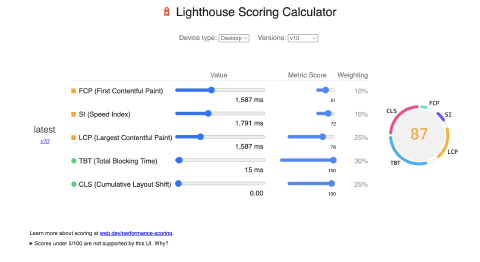 Lighthouse Scoring Calculator
Device type: Desktop Versions: v10
Value Metric Score Weighting
FCP (First Contentful Paint) 10%
1,587 ms 51
SI (Speed Index) 10%
1,791 ms 72
latest
v10
LCP (Largest Contentful Paint) 25%
1,587 ms 78
TBT (Total Blocking Time) 30%
15 ms 100
CLS (Cumulative Layout Shift) 25%
0.00 100
FCP
SI
CLS
87
LCP
TBT
Learn more about scoring at web.dev/performance-scoring.
▶ Scores under 5/100 are not supported by this UI. Why?